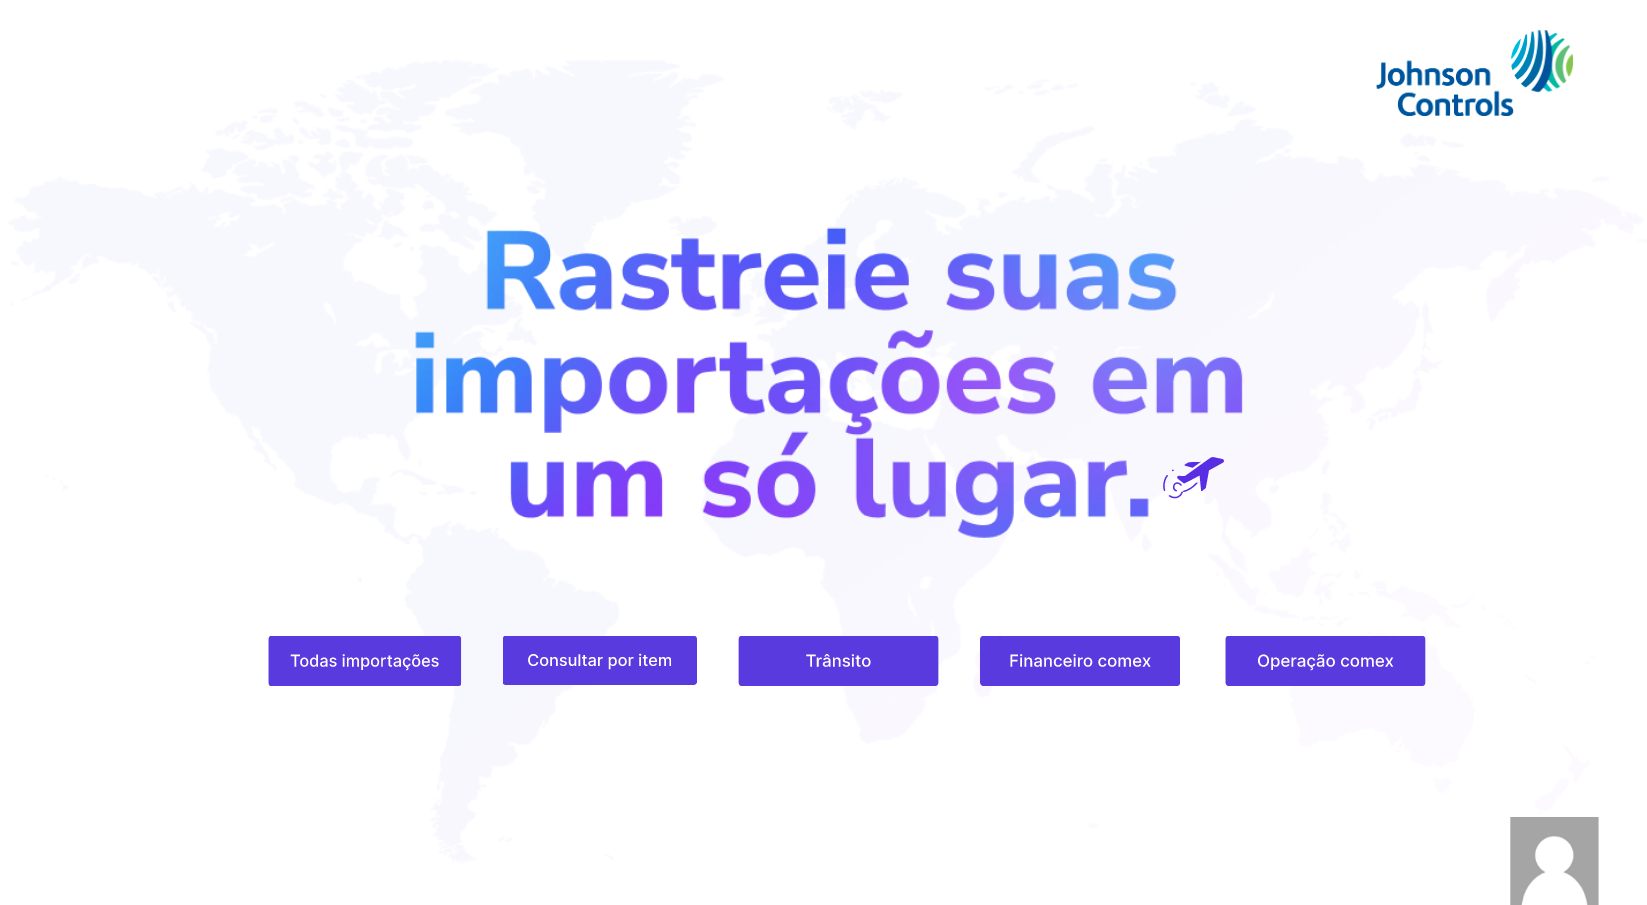 Johnson
Controls
Rastreie suas
importações em
um só lugar.
Todas importações
Consultar por item
Trânsito
Financeiro comex
Operação comex